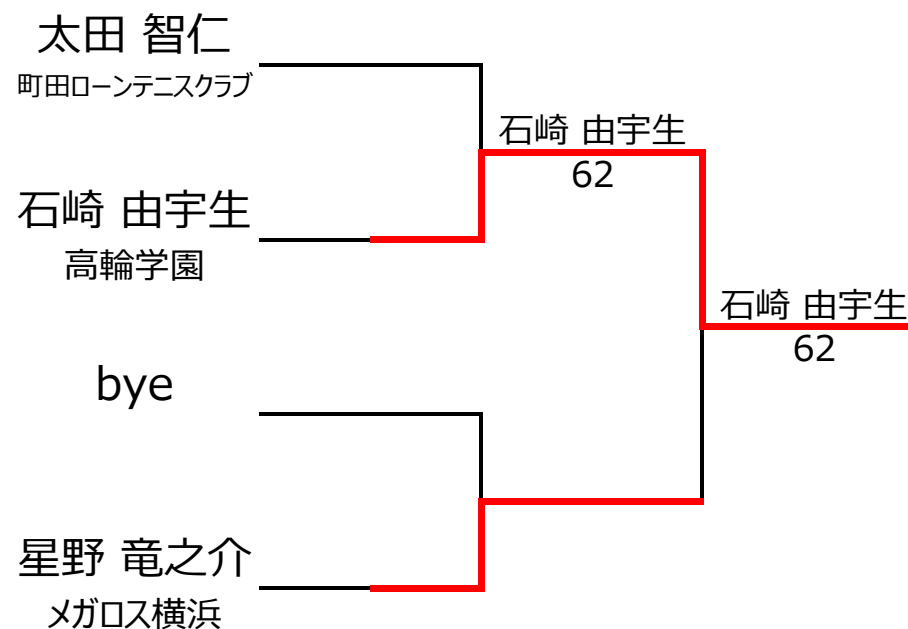 太田 智仁
町田ローンテニスクラブ
石崎 由宇生
62
石崎 由宇生
高輪学園
石崎 由宇生
62
bye
星野 竜之介
メガロス横浜